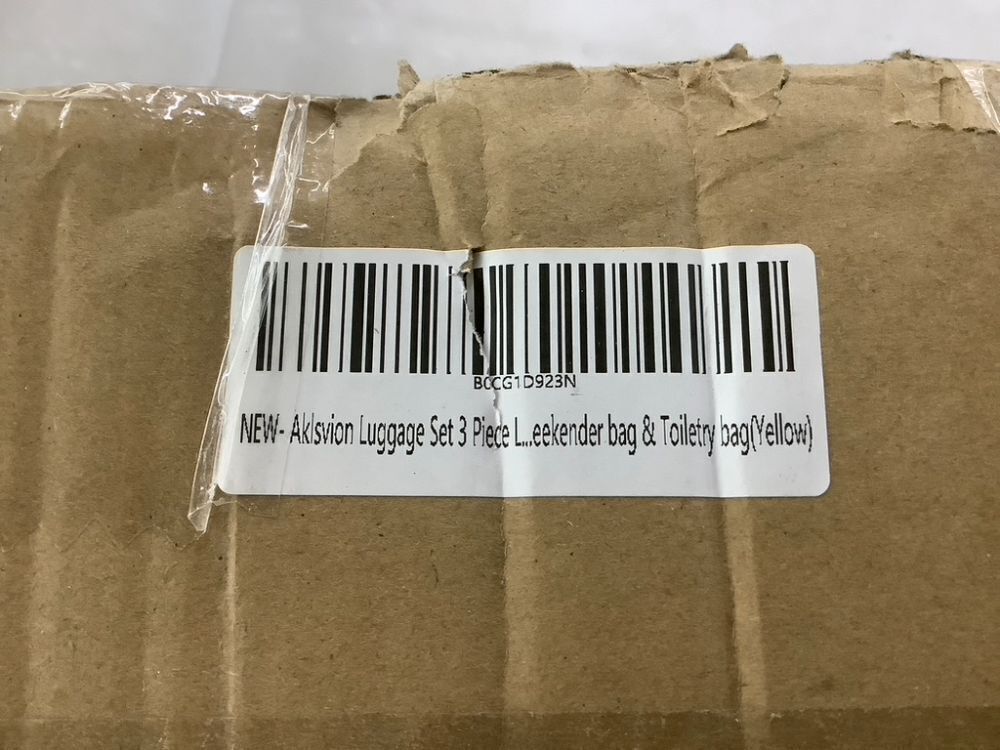 B0CG1D923N
NEW- Aklsvion Luggage Set 3 Piece L...eekender bag & Toiletry bag(Yellow)